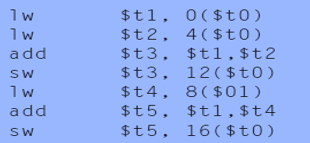 lw $t1, 0($t0)
lw $t2, 4($t0)
add $t3, $t1,$t2
sw $t3, 12($t0)
lw $t4, 8($01)
add $t5, $t1,$t4
sw $t5, 16($t0)